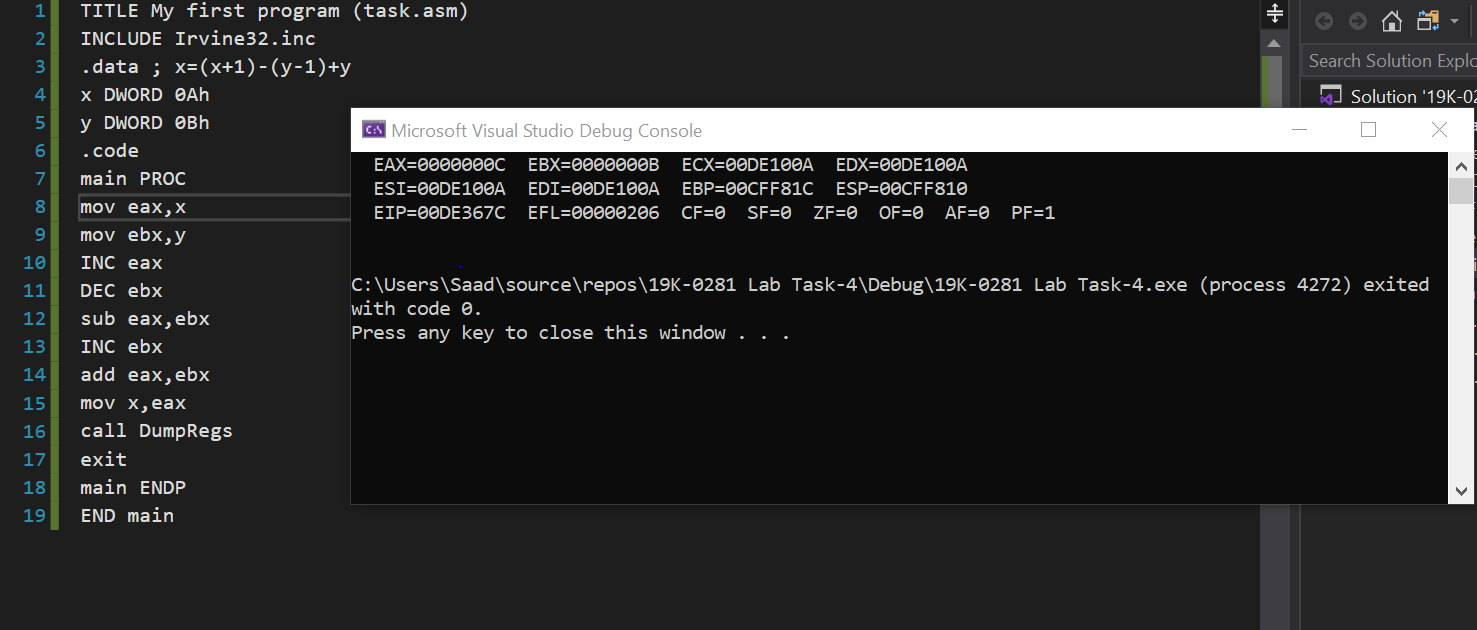 1 TITLE My first program (task.asm)
2 INCLUDE Irvine32.inc
3 .data ; x=(x+1)-(y-1)+y
4 x DWORD 0Ah
5 y DWORD 0Bh
6 .code
7 main PROC
8 mov eax,x
9 mov ebx,y
10 INC eax
11 DEC ebx
12 sub eax,ebx
13 INC ebx
14 add eax,ebx
15 mov x,eax
16 call DumpRegs
17 exit
18 main ENDP
19 END main
Microsoft Visual Studio Debug Console
EAX=0000000C EBX=0000000B ECX=00DE100A EDX=00DE100A
ESI=00DE100A EDI=00DE100A EBP=00CFF81C ESP=00CFF810
EIP=00DE367C EFL=00000206 CF=0 SF=0 ZF=0 OF=0 AF=0 PF=1
C:\Users\Saad\source\repos\19K-0281 Lab Task-4\Debug\19K-0281 Lab Task-4.exe (process 4272) exited
with code 0.
Press any key to close this window . . .
Search Solution Explo
Solution '19K-02